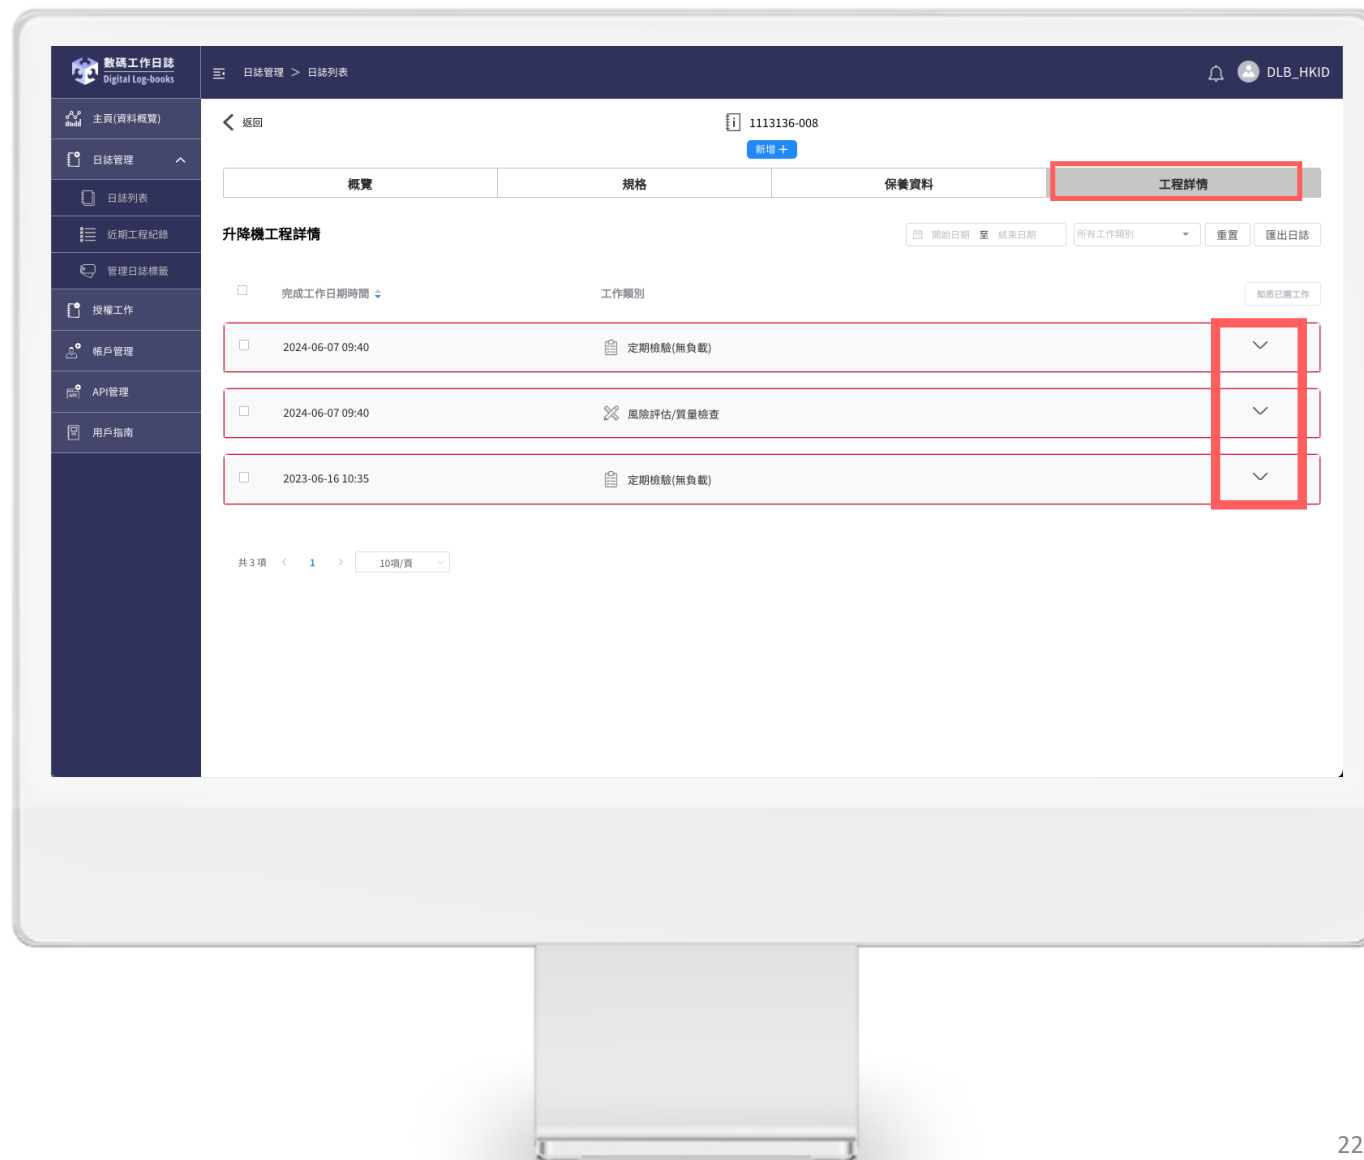 數碼工作日誌
Digital Log-books
日誌管理 > 日誌列表
DLB_HKID
主頁(資料概覽)
日誌管理
日誌列表
近期工程紀錄
管理日誌標籤
授權工作
帳戶管理
API管理
用戶指南
返回
1113136-008
新增 +
概覽 規格 保養資料 工程詳情
升降機工程詳情
開始日期 至 結束日期 所有工作類別 重置 匯出日誌
完成工作日期時間 工作類別 知悉已選工作
2024-06-07 09:40 定期檢驗(無負載)
2024-06-07 09:40 風險評估/質量檢查
2023-06-16 10:35 定期檢驗(無負載)
共 3 項 < 1 > 10項/頁
22